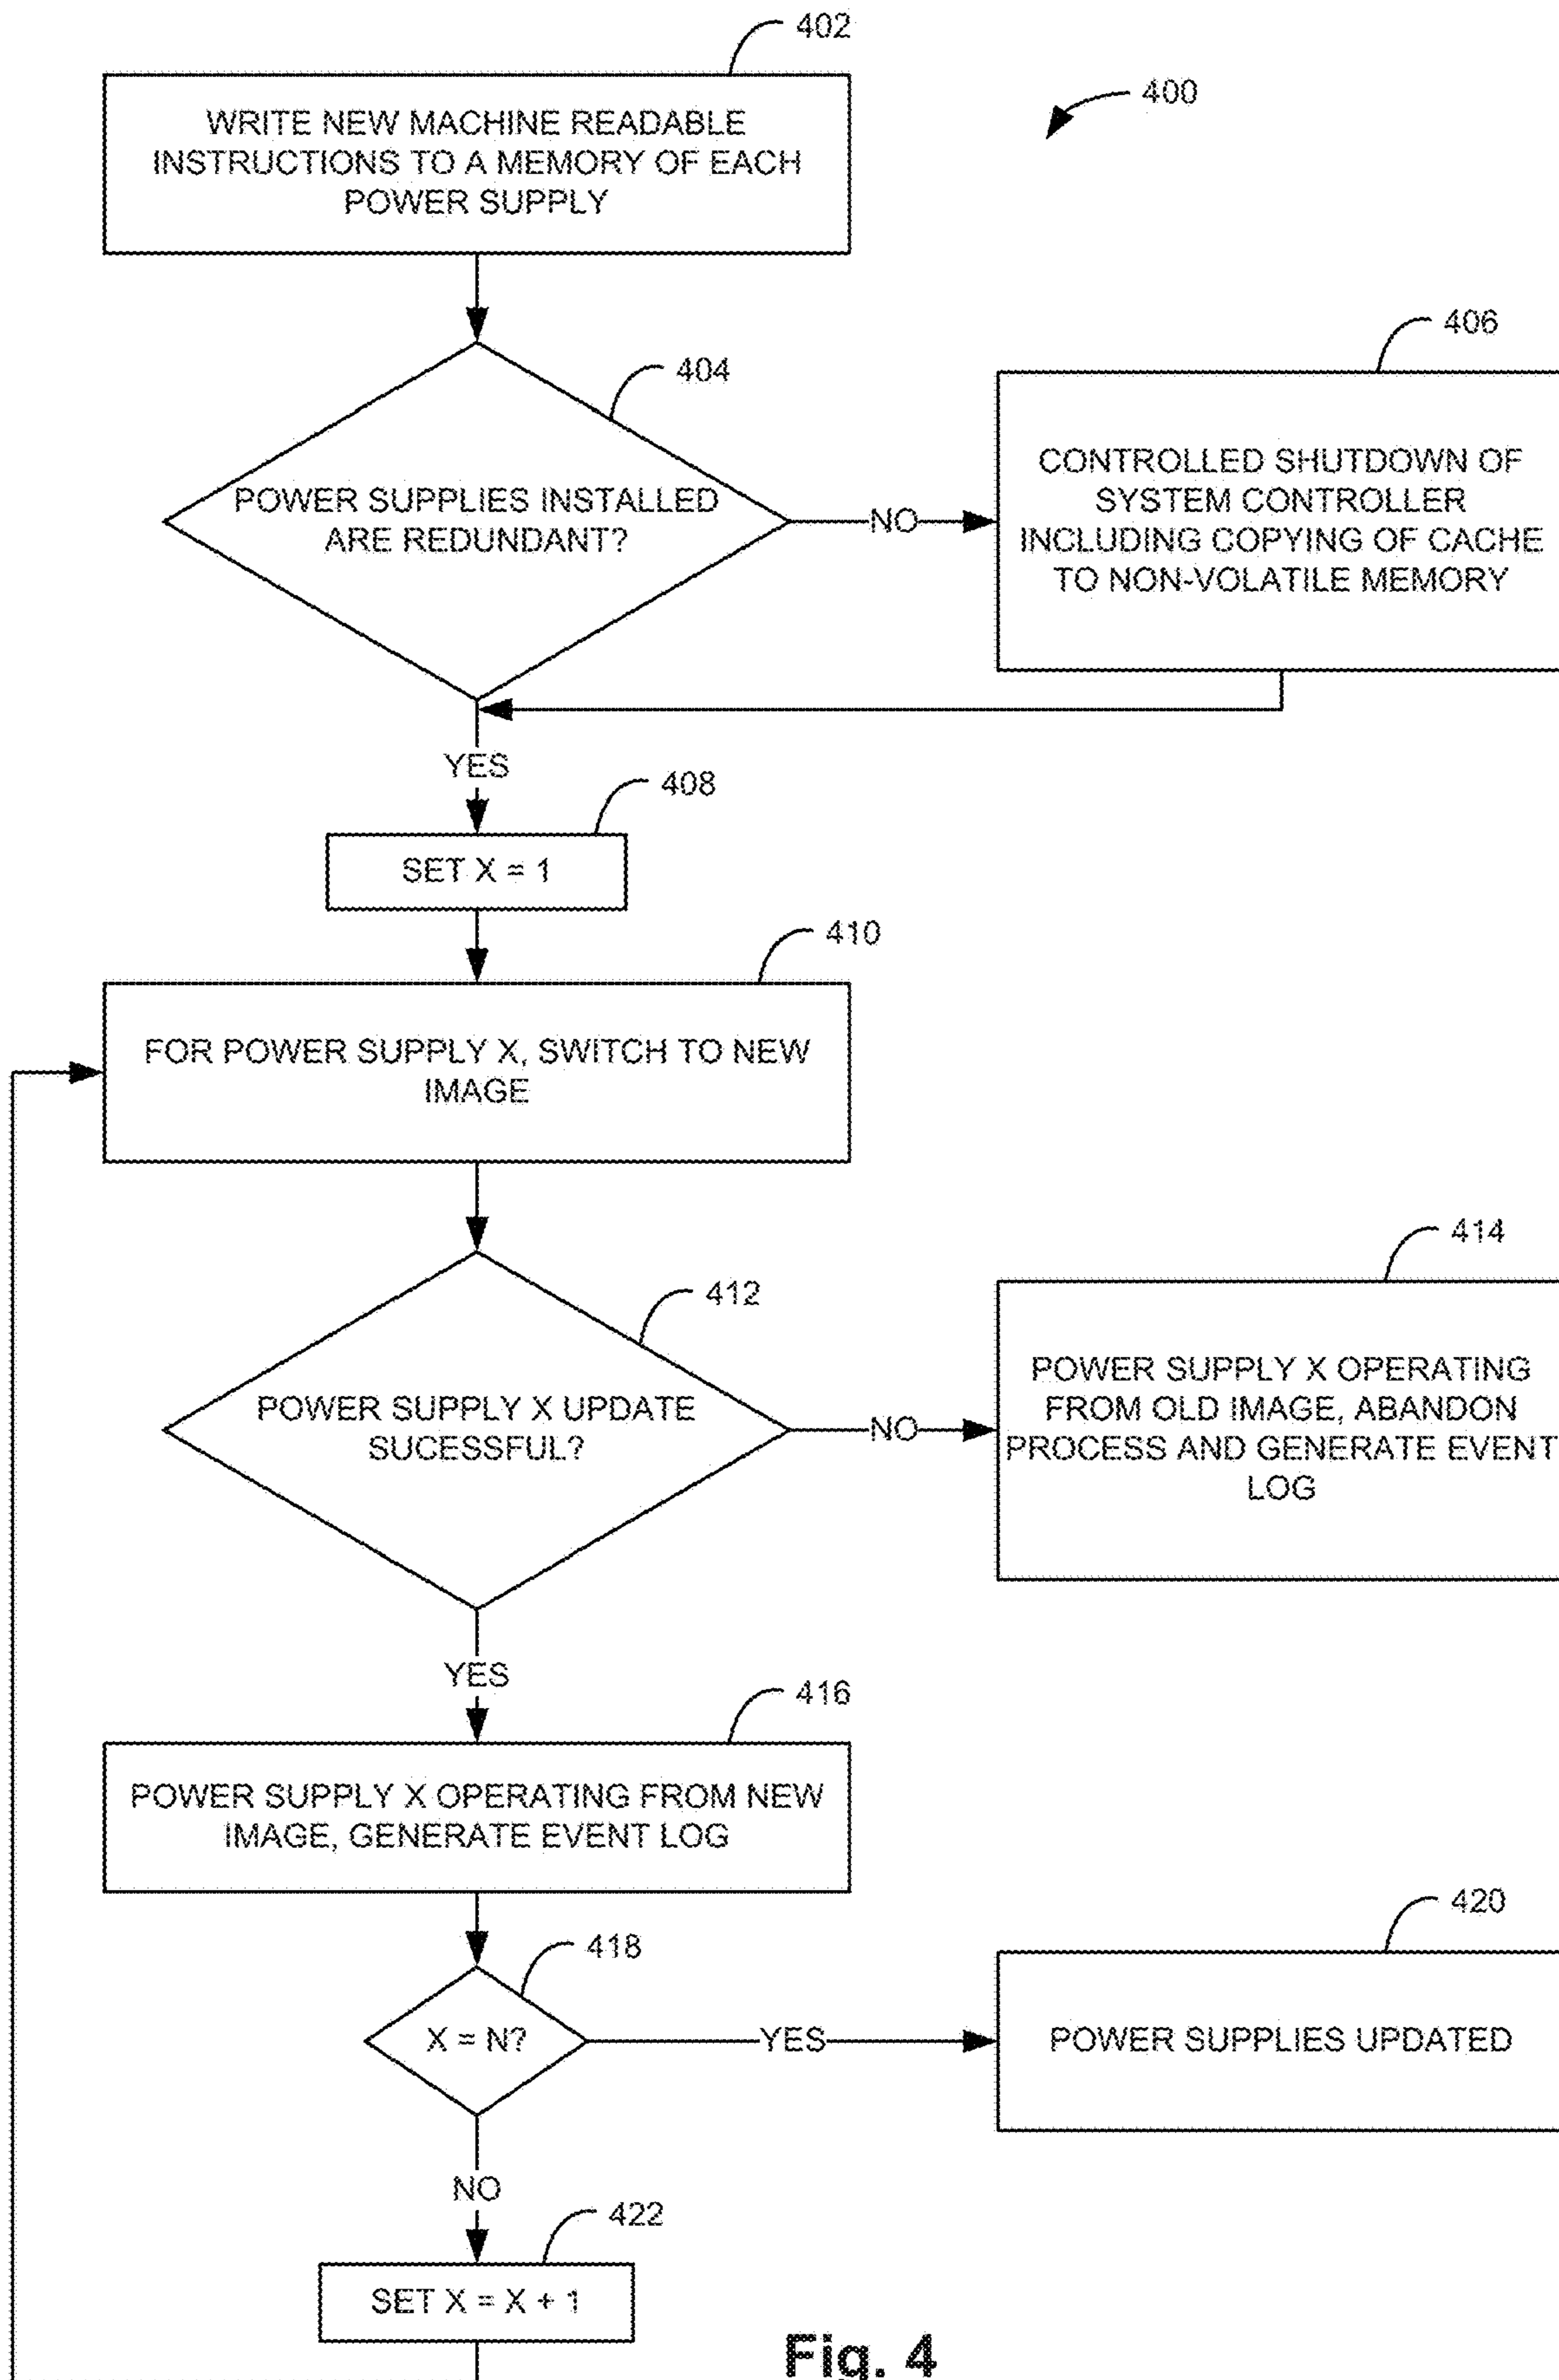 402
400
WRITE NEW MACHINE READABLE
INSTRUCTIONS TO A MEMORY OF EACH
POWER SUPPLY
404
406
POWER SUPPLIES INSTALLED
ARE REDUNDANT?
NO
CONTROLLED SHUTDOWN OF
SYSTEM CONTROLLER
INCLUDING COPYING OF CACHE
TO NON-VOLATILE MEMORY
YES
408
SET X = 1
410
FOR POWER SUPPLY X, SWITCH TO NEW
IMAGE
412
414
POWER SUPPLY X UPDATE
SUCESSFUL?
NO
POWER SUPPLY X OPERATING
FROM OLD IMAGE, ABANDON
PROCESS AND GENERATE EVENT
LOG
YES
416
POWER SUPPLY X OPERATING FROM NEW
IMAGE, GENERATE EVENT LOG
418
420
X = N?
YES
POWER SUPPLIES UPDATED
NO
422
SET X = X + 1
Fig. 4